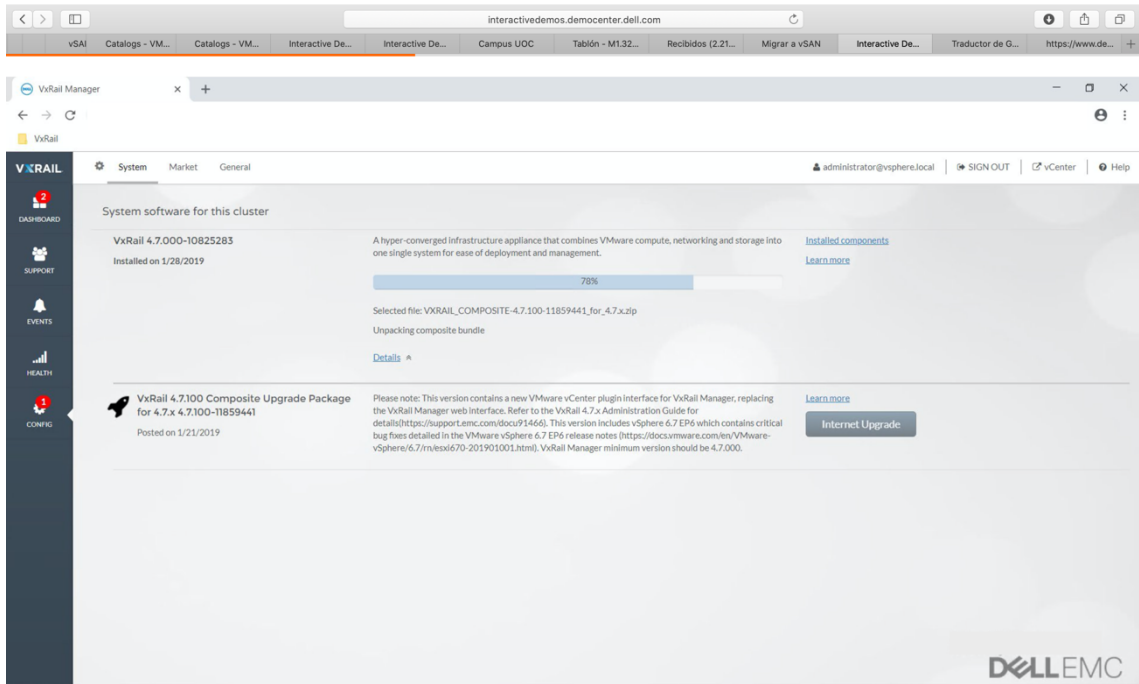 interactivedemos.democenter.dell.com
vSAI
Catalogs - VM...
Catalogs - VM...
Interactive De...
Interactive De...
Campus UOC
Tablón - M1.32...
Recibidos (2.21...
Migrar a vSAN
Interactive De...
Traductor de G...
https://www.de...
VxRail Manager
VxRail
VXRAIL
System
Market
General
administrator@vsphere.local
SIGN OUT
vCenter
Help
2
DASHBOARD
SUPPORT
EVENTS
HEALTH
1
CONFIG
System software for this cluster
VxRail 4.7.000-10825283
Installed on 1/28/2019
A hyper-converged infrastructure appliance that combines VMware compute, networking and storage into
one single system for ease of deployment and management.
Installed components
Learn more
78%
Selected file: VXRAIL_COMPOSITE-4.7.100-11859441_for_4.7.x.zip
Unpacking composite bundle
Details
VxRail 4.7.100 Composite Upgrade Package
for 4.7.x 4.7.100-11859441
Posted on 1/21/2019
Please note: This version contains a new VMware vCenter plugin interface for VxRail Manager, replacing
the VxRail Manager web interface. Refer to the VxRail 4.7.x Administration Guide for
details(https://support.emc.com/docu91466). This version includes vSphere 6.7 EP6 which contains critical
bug fixes detailed in the VMware vSphere 6.7 EP6 release notes (https://docs.vmware.com/en/VMware-
vSphere/6.7/rn/esxi670-201901001.html). VxRail Manager minimum version should be 4.7.000.
Learn more
Internet Upgrade
DELLEMC